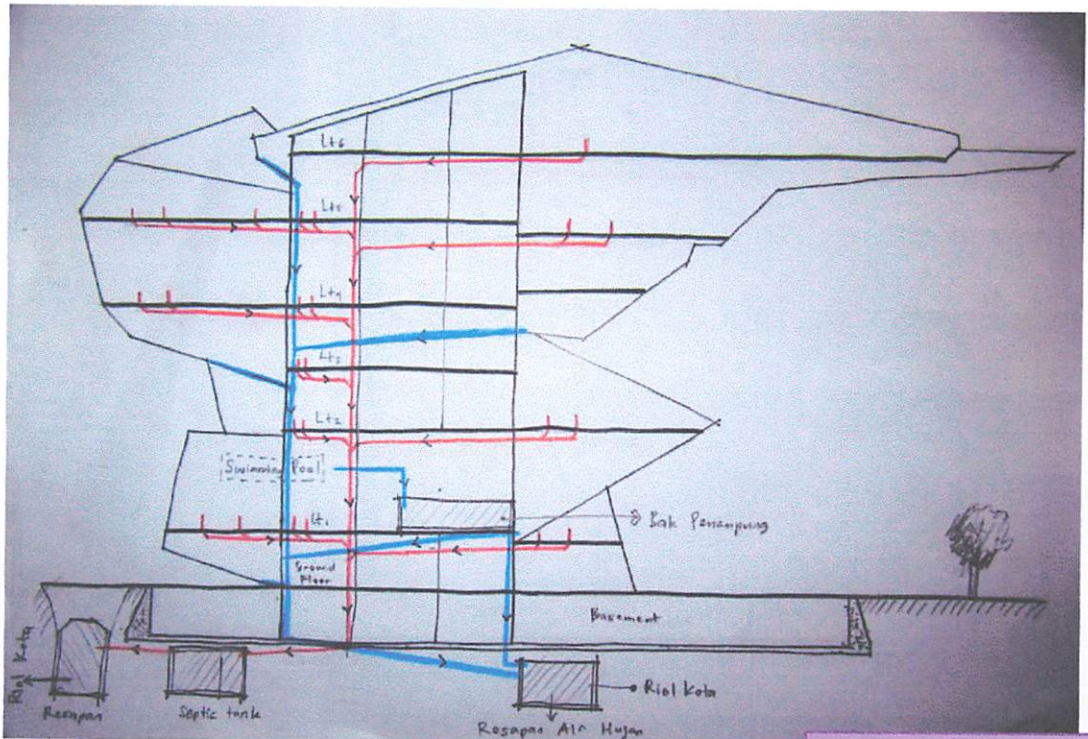 Lt6
Lt5
Lt4
Lt3
Lt2
Swimming Pool
Lt1
Bak Penampung
Ground
Floor
Basement
Riol Kota
Resapan
Septic tank
Riol Kota
Resapan Air Hujan